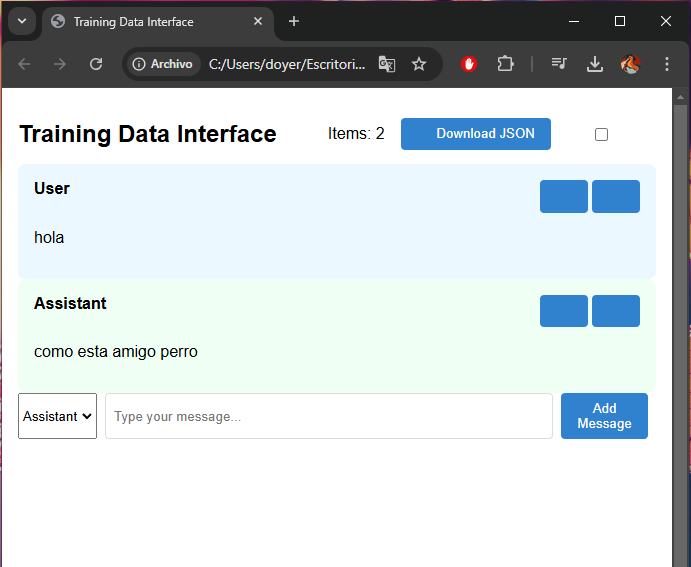 Training Data Interface
Archivo C:/Users/doyer/Escritori...
Training Data Interface Items: 2 Download JSON
User
hola
Assistant
como esta amigo perro
Assistant Type your message... Add
Message